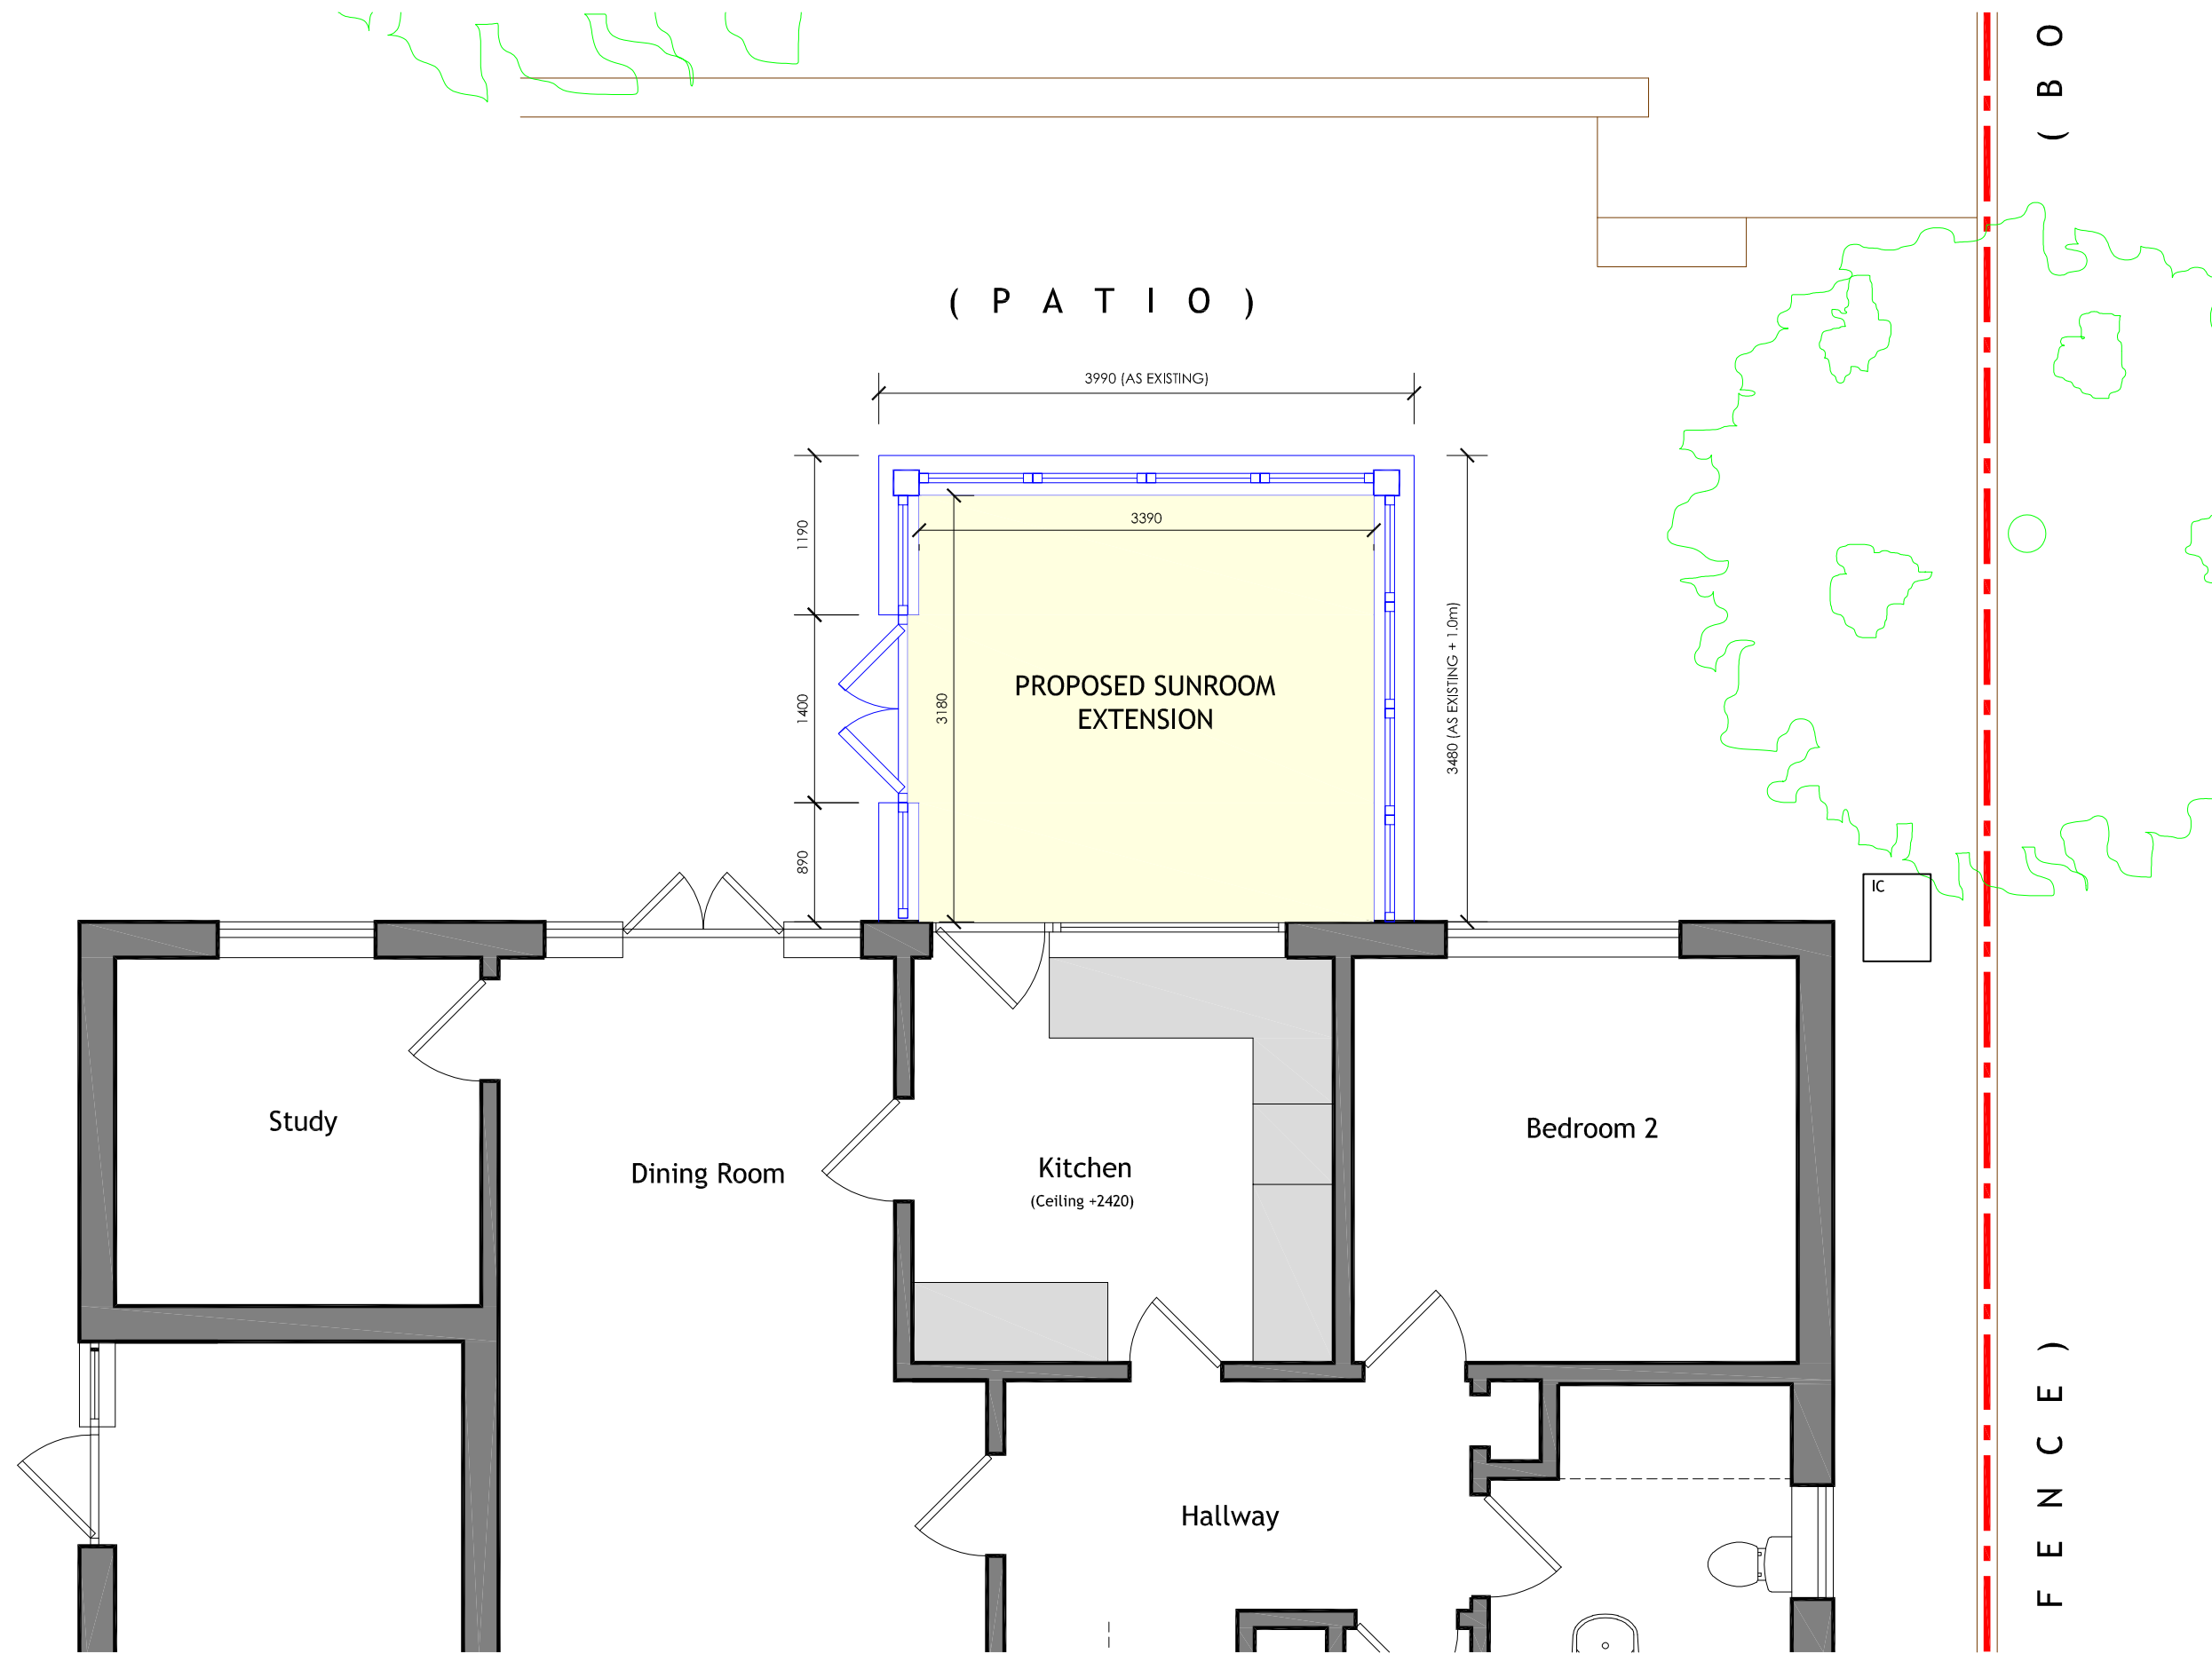 ( B O
( P A T I O )
3990 (AS EXISTING)
3390
1190
1400
890
3180
3480 (AS EXISTING + 1.0m)
PROPOSED SUNROOM
EXTENSION
IC
Study
Dining Room
Kitchen
(Ceiling +2420)
Bedroom 2
Hallway
F E N C E )